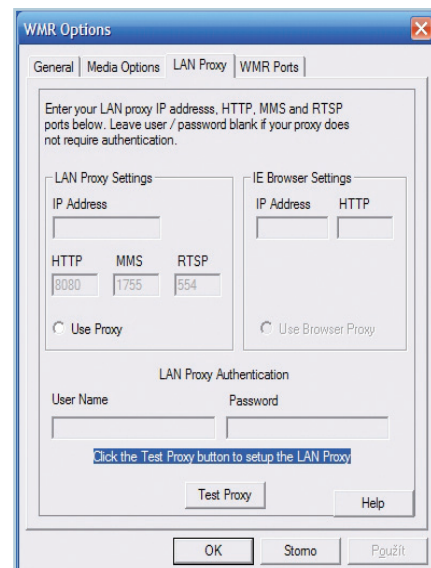 WMR Options
General Media Options LAN Proxy WMR Ports
Enter your LAN proxy IP addresss, HTTP, MMS and RTSP
ports below. Leave user / password blank if your proxy does
not require authentication.
LAN Proxy Settings
IP Address
HTTP MMS RTSP
8080 1755 554
Use Proxy
IE Browser Settings
IP Address HTTP
Use Browser Proxy
LAN Proxy Authentication
User Name Password
Click the Test Proxy button to setup the LAN Proxy
Test Proxy
Help
OK Storno Použít